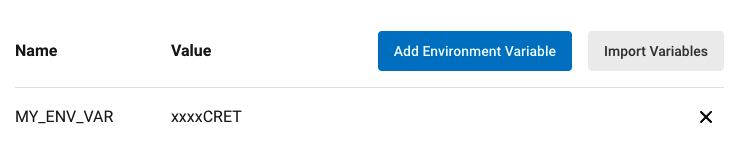 Name Value Add Environment Variable Import Variables
MY_ENV_VAR xxxxCRET